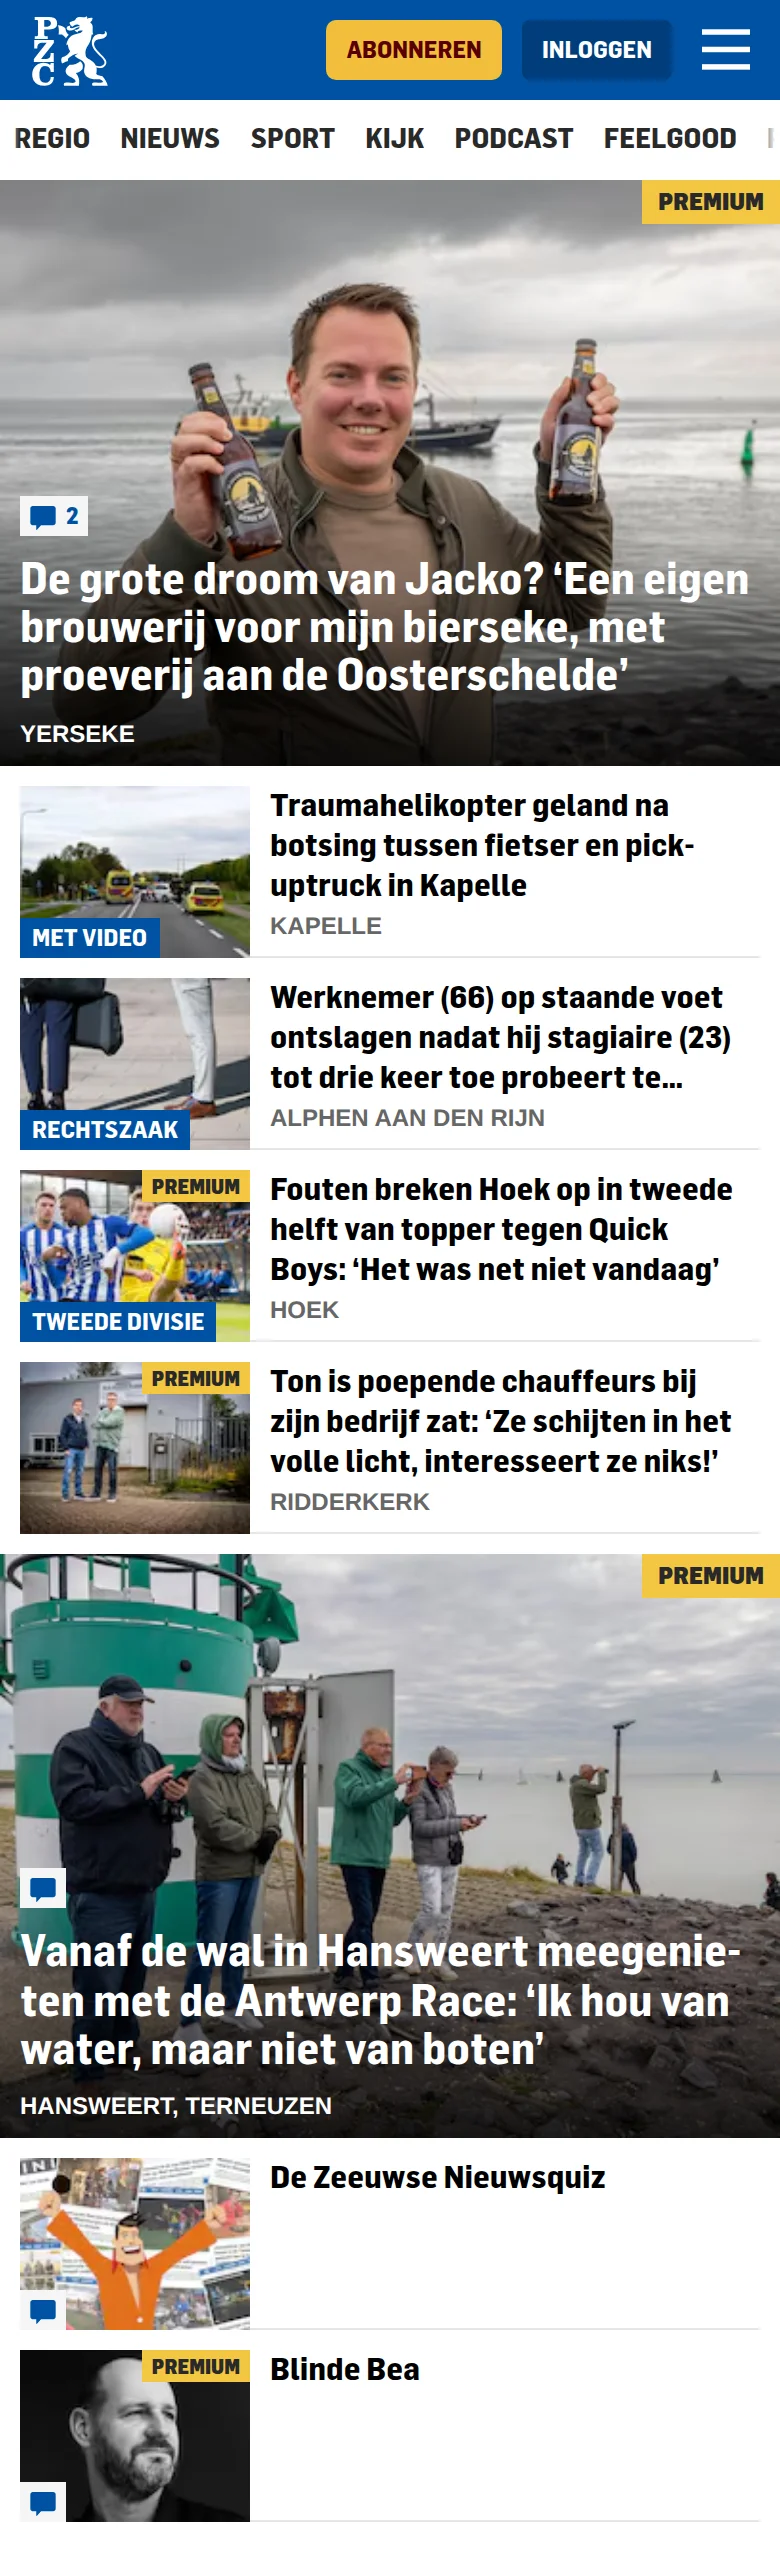 PZC
ABONNEREN
INLOGGEN
REGIO NIEUWS SPORT KIJK PODCAST FEELGOOD
PREMIUM
2
De grote droom van Jacko? ‘Een eigen
brouwerij voor mijn bierseke, met
proeverij aan de Oosterschelde’
YERSEKE
Traumahelikopter geland na
botsing tussen fietser en pick-
uptruck in Kapelle
KAPELLE
MET VIDEO
Werknemer (66) op staande voet
ontslagen nadat hij stagiaire (23)
tot drie keer toe probeert te...
ALPHEN AAN DEN RIJN
RECHTSZAAK
PREMIUM
Fouten breken Hoek op in tweede
helft van topper tegen Quick
Boys: ‘Het was net niet vandaag’
HOEK
TWEEDE DIVISIE
PREMIUM
Ton is poepende chauffeurs bij
zijn bedrijf zat: ‘Ze schijten in het
volle licht, interesseert ze niks!’
RIDDERKERK
PREMIUM
Vanaf de wal in Hansweert meegenie-
ten met de Antwerp Race: ‘Ik hou van
water, maar niet van boten’
HANSWEERT, TERNEUZEN
De Zeeuwse Nieuwsquiz
PREMIUM
Blinde Bea